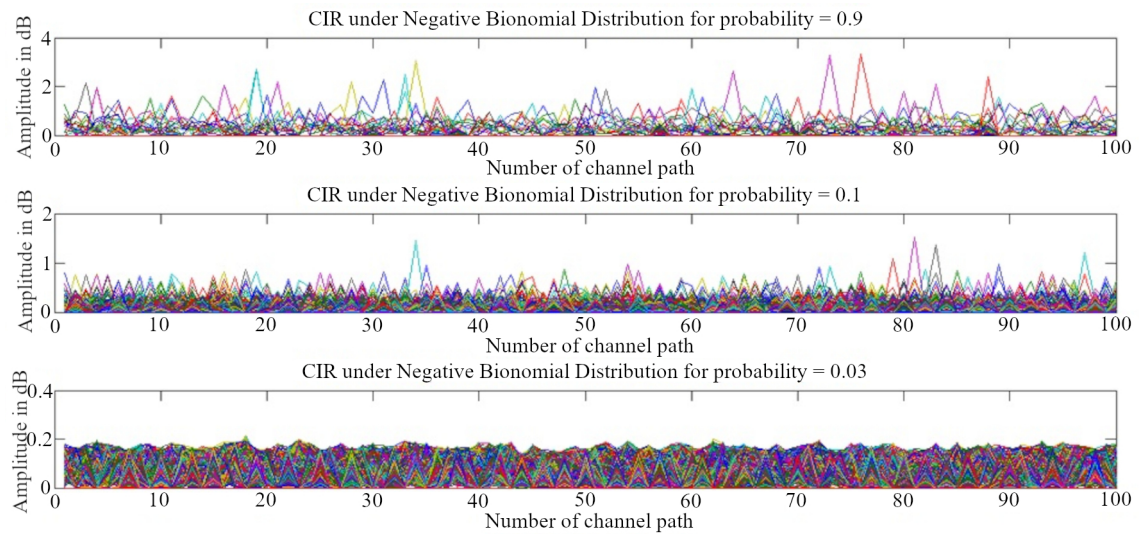 CIR under Negative Bionomial Distribution for probability = 0.9
Amplitude in dB
4
2
0
0 10 20 30 40 50 60 70 80 90 100
Number of channel path
CIR under Negative Bionomial Distribution for probability = 0.1
Amplitude in dB
2
1
0
0 10 20 30 40 50 60 70 80 90 100
Number of channel path
CIR under Negative Bionomial Distribution for probability = 0.03
Amplitude in dB
0.4
0.2
0
0 10 20 30 40 50 60 70 80 90 100
Number of channel path